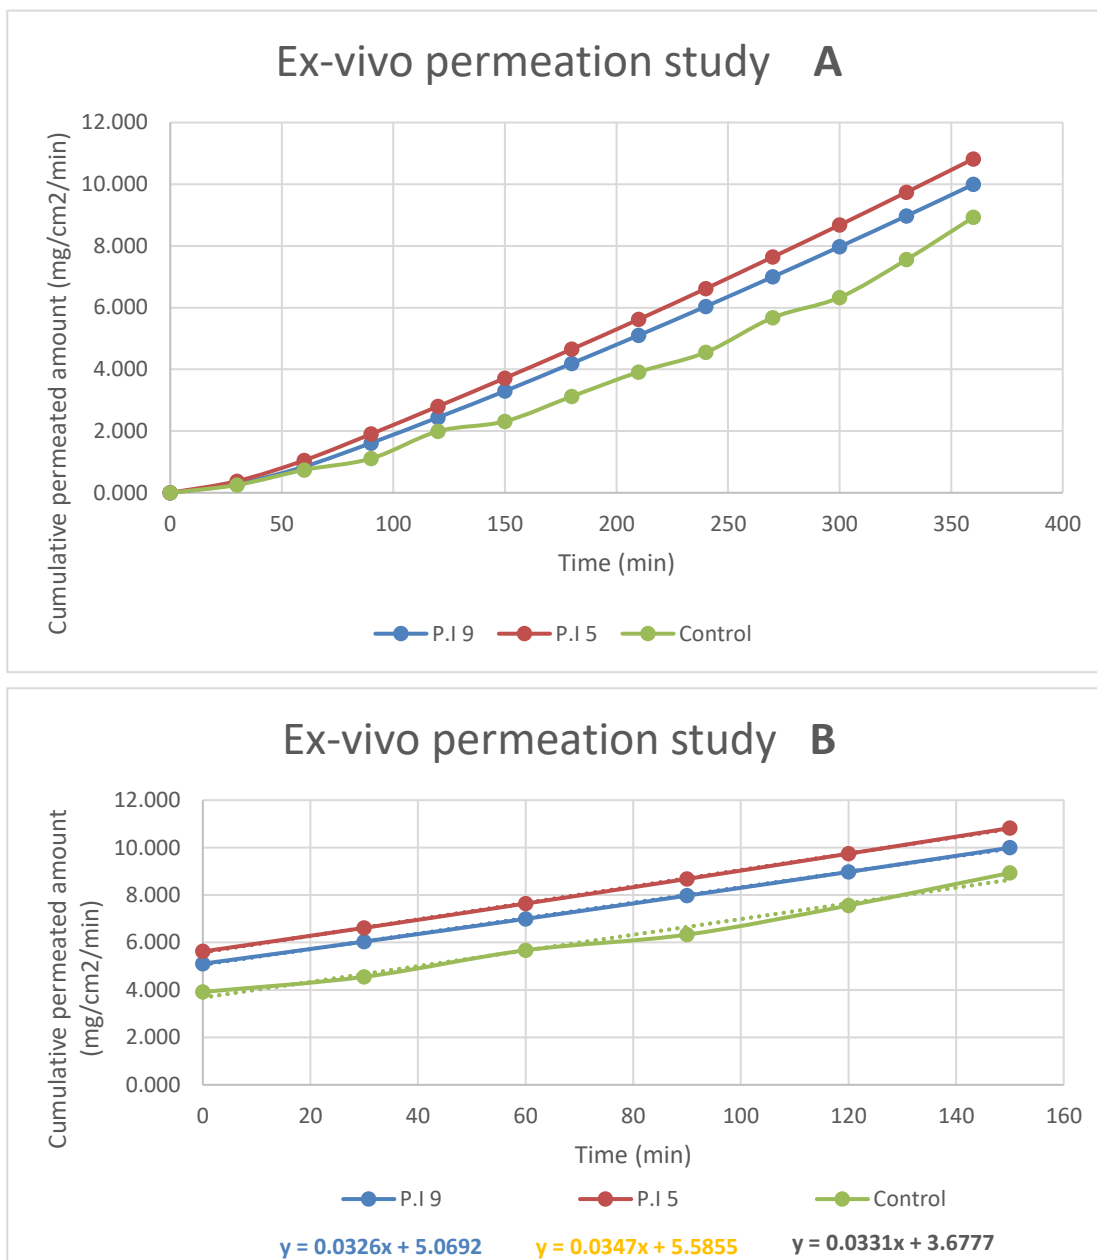 Ex-vivo permeation study A
Cumulative permeated amount (mg/cm2/min)
12.000
10.000
8.000
6.000
4.000
2.000
0.000
0 50 100 150 200 250 300 350 400
Time (min)
P.I 9 P.I 5 Control
Ex-vivo permeation study B
Cumulative permeated amount
(mg/cm2/min)
12.000
10.000
8.000
6.000
4.000
2.000
0.000
0 20 40 60 80 100 120 140 160
Time (min)
P.I 9 P.I 5 Control
y = 0.0326x + 5.0692 y = 0.0347x + 5.5855 y = 0.0331x + 3.6777